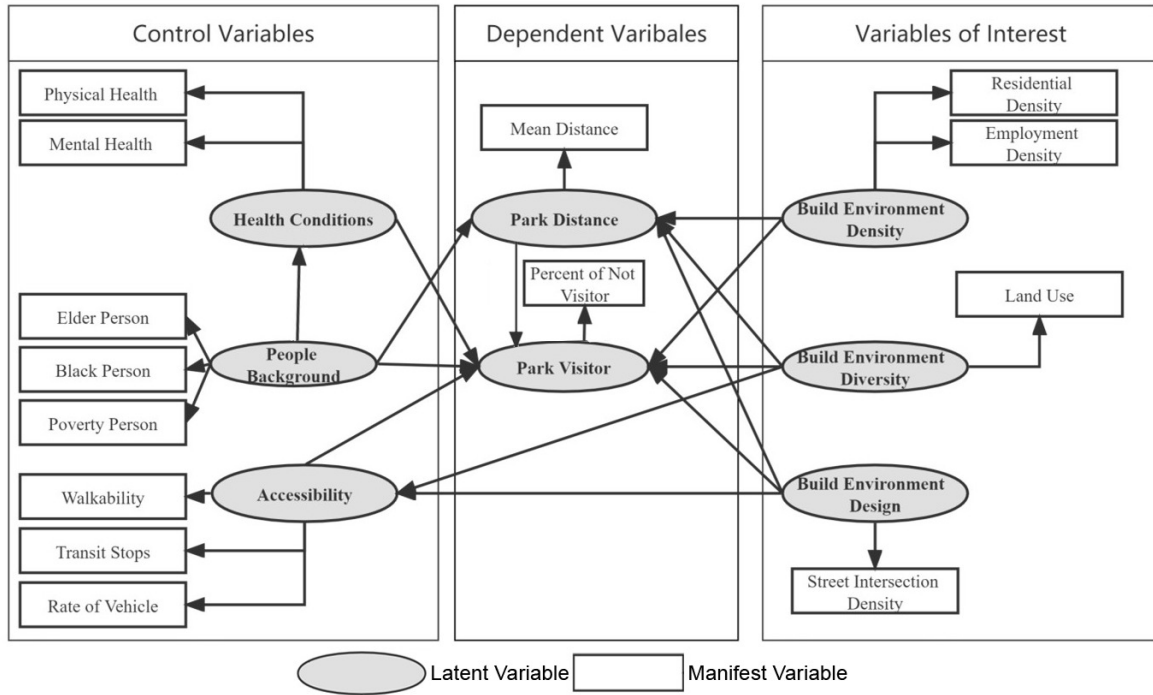 Control Variables
Dependent Varibales
Variables of Interest
Physical Health
Mental Health
Health Conditions
Elder Person
Black Person
Poverty Person
People
Background
Walkability
Transit Stops
Rate of Vehicle
Accessibility
Mean Distance
Park Distance
Percent of Not
Visitor
Park Visitor
Residential
Density
Employment
Density
Build Environment
Density
Land Use
Build Environment
Diversity
Build Environment
Design
Street Intersection
Density
Latent Variable
Manifest Variable